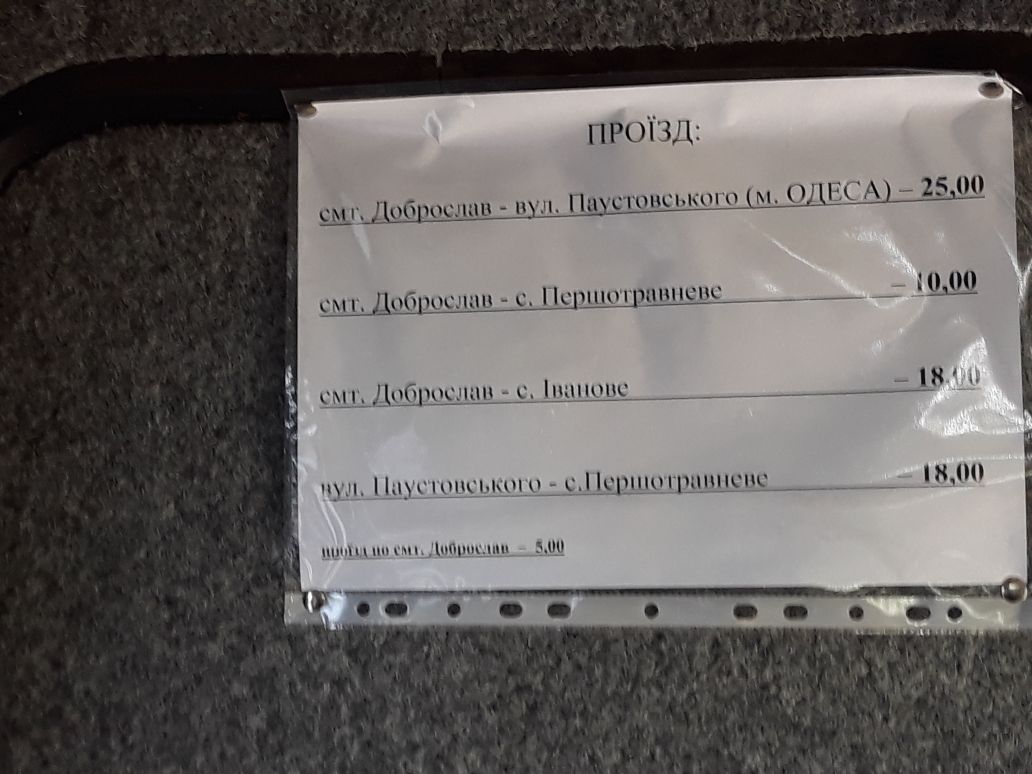 ПРОЇЗД:
смт. Доброслав - вул. Паустовського (м. ОДЕСА) – 25,00
смт. Доброслав - с. Першотравневе – 10,00
смт. Доброслав - с. Іванове – 18,00
вул. Паустовського - с.Першотравневе – 18,00
проїзд по смт. Доброслав – 5,00